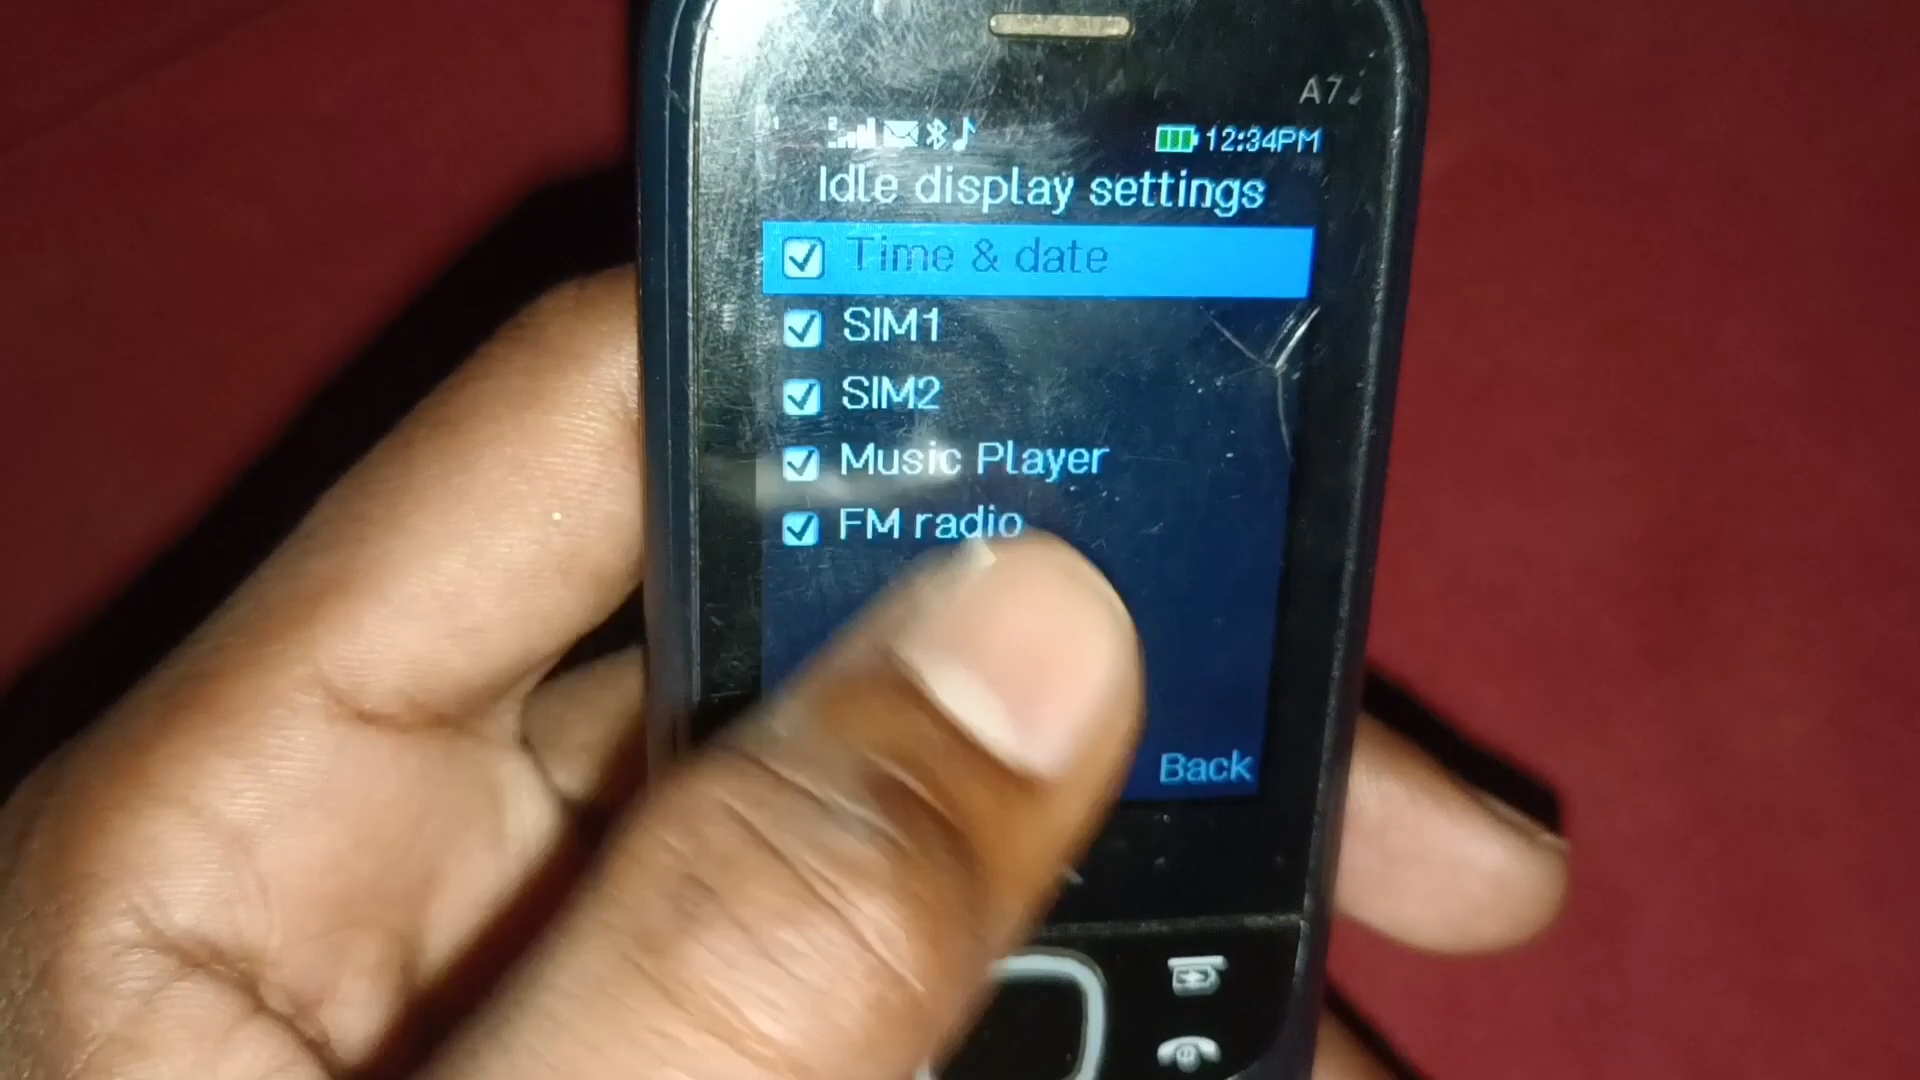 A7
12:34PM
Idle display settings
Time & date
SIM1
SIM2
Music Player
FM radio
Back